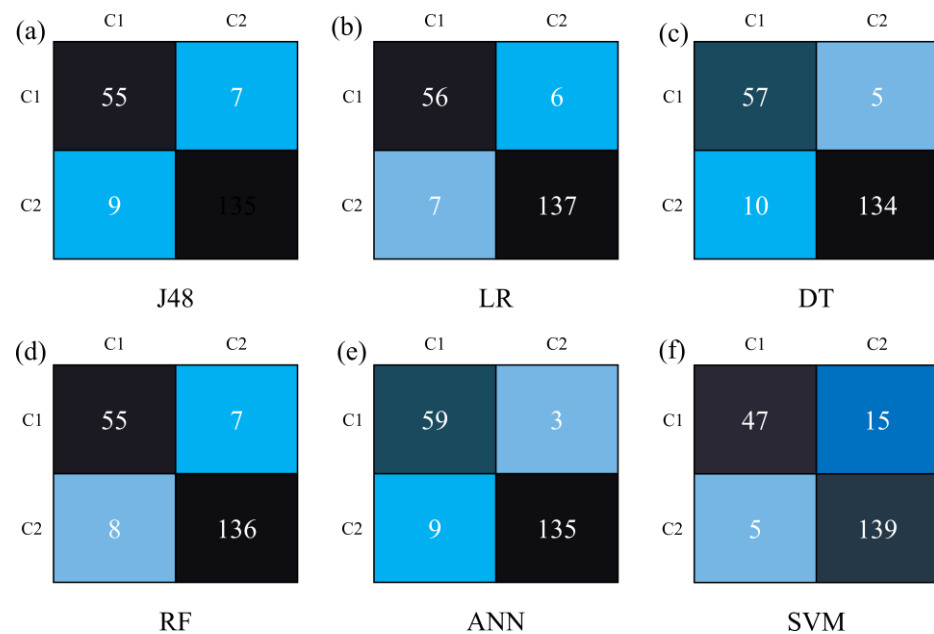 (a) C1 C2
C1 55 7
C2 9 135
J48
(b) C1 C2
C1 56 6
C2 7 137
LR
(c) C1 C2
C1 57 5
C2 10 134
DT
(d) C1 C2
C1 55 7
C2 8 136
RF
(e) C1 C2
C1 59 3
C2 9 135
ANN
(f) C1 C2
C1 47 15
C2 5 139
SVM